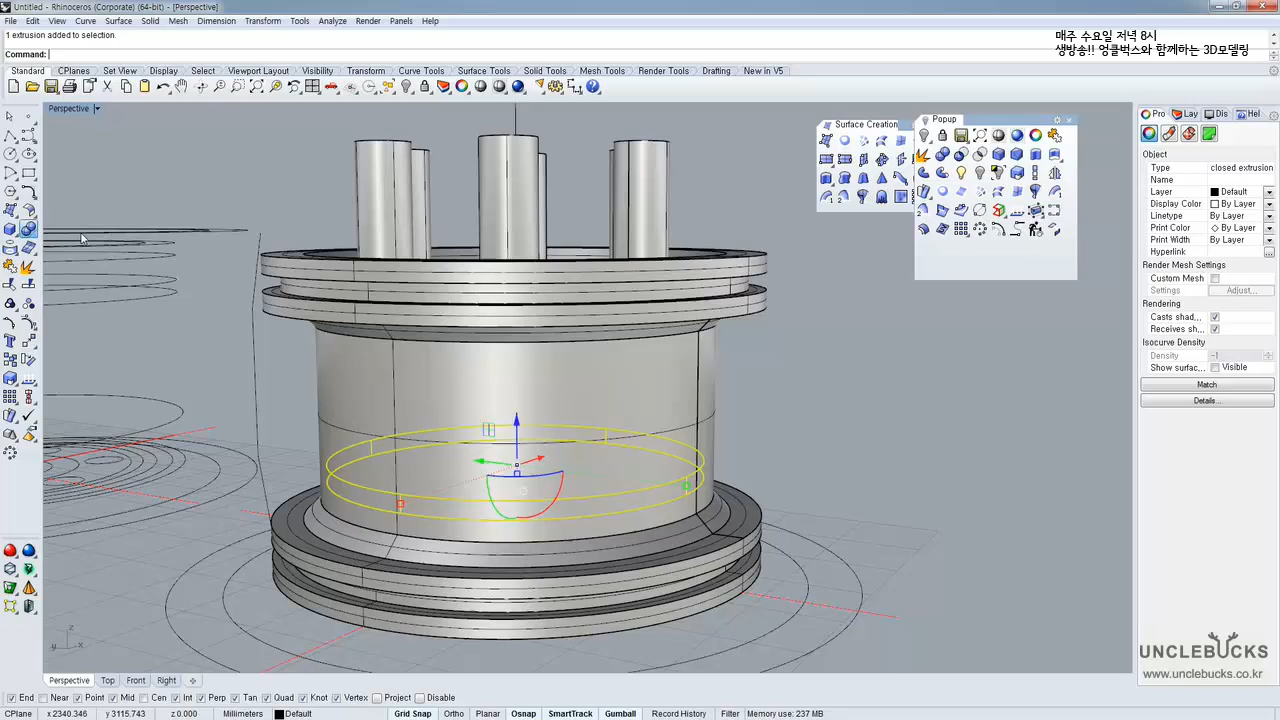 Untitled - Rhinoceros (Corporate) (64-bit) - [Perspective]
File Edit View Curve Surface Solid Mesh Dimension Transform Tools Analyze Render Panels Help
1 extrusion added to selection.
매주 수요일 저녁 8시
Command:
생방송!! 엉클벅스와 함께하는 3D모델링
Standard CPlanes Set View Display Select Viewport Layout Visibility Transform Curve Tools Surface Tools Solid Tools Mesh Tools Render Tools Drafting New in V5
Perspective
Surface Creation
Popup
Pro Lay Dis Hel
Object
Type closed extrusion
Name
Layer Default
Display Color By Layer
Linetype By Layer
Print Color By Layer
Print Width By Layer
Hyperlink
Render Mesh Settings
Custom Mesh
Settings Adjust...
Rendering
Casts shad...
Receives sh...
Isocurve Density
Density -1
Show surfac... Visible
Match
Details...
z
y x
UNCLEBUCKS
www.unclebucks.co.kr
Perspective Top Front Right
End Near Point Mid Cen Int Perp Tan Quad Knot Vertex Project Disable
CPlane x 2340.346 y 3115.743 z 0.000 Millimeters Default Grid Snap Ortho Planar Osnap SmartTrack Gumball Record History Filter Memory use: 237 MB